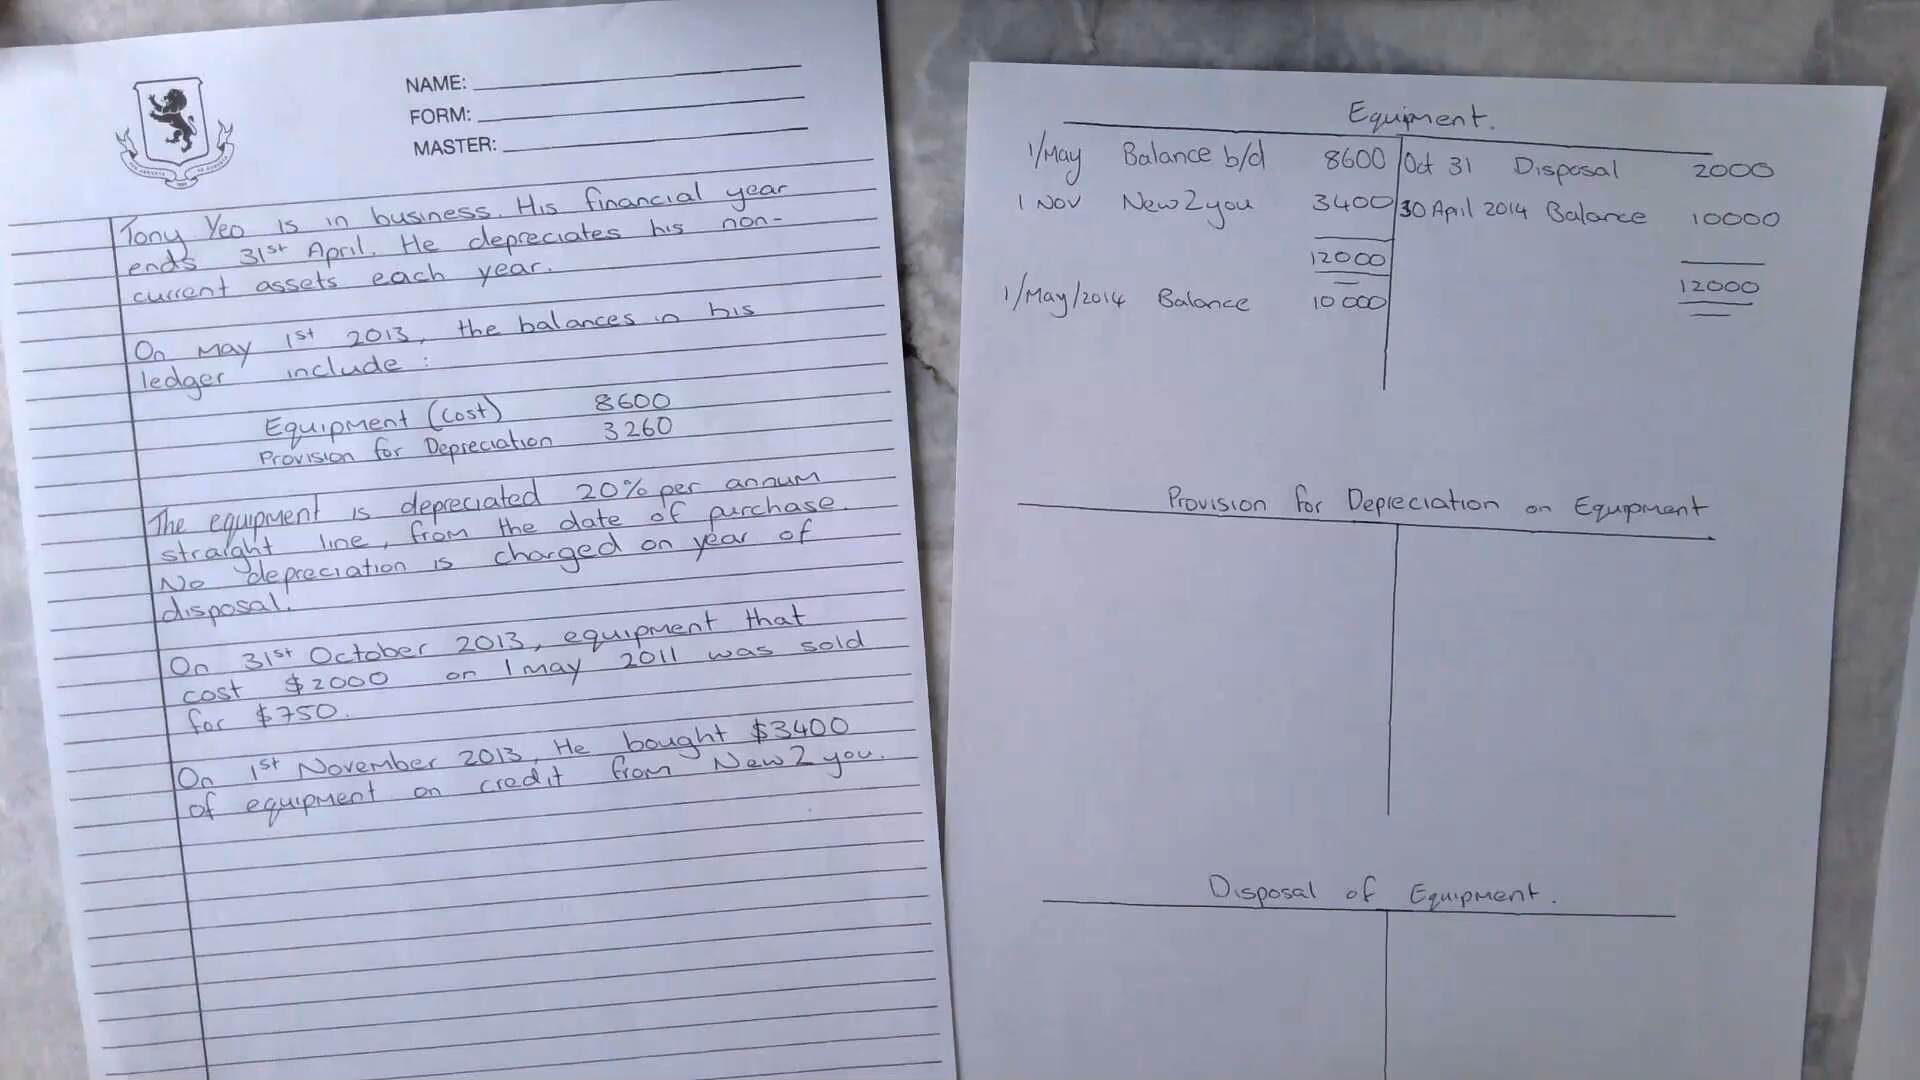 NAME:
FORM:
MASTER:
Tony Yeo is in business. His financial year
ends 31st April. He depreciates his non-
current assets each year.
On May 1st 2013, the balances in his
ledger include :
Equipment (Cost) 8600
Provision for Depreciation 3260
The equipment is depreciated 20% per annum
straight line, from the date of purchase.
No depreciation is charged on year of
disposal.
On 31st October 2013, equipment that
cost $2000 on 1 may 2011 was sold
for $750.
On 1st November 2013, He bought $3400
of equipment on credit from New2you.
Equipment.
1/May Balance b/d 8600 Oct 31 Disposal 2000
1 Nov New2you 3400 30 April 2014 Balance 10000
12000 12000
1/May/2014 Balance 10000
Provision for Depreciation on Equipment
Disposal of Equipment.